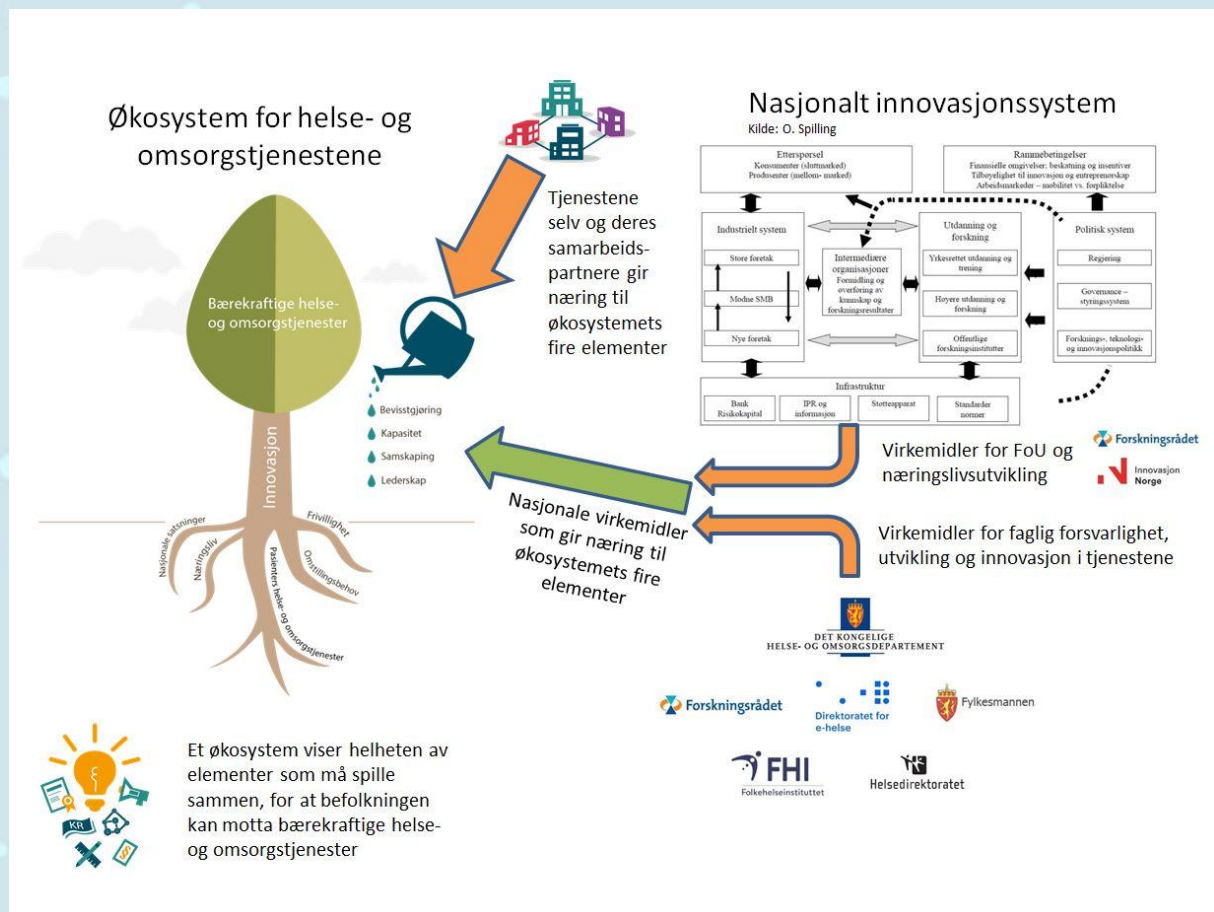 Økosystem for helse- og
omsorgstjenestene
Bærekraftige helse-
og omsorgstjenester
Innovasjon
Nasjonale satsninger
Næringsliv
Pasienters helse- og omsorgstjenester
Omstillingsbehov
Frivillighet
Bevisstgjøring
Kapasitet
Samskaping
Lederskap
Tjenestene
selv og deres
samarbeids-
partnere gir
næring til
økosystemets
fire elementer
Nasjonalt innovasjonssystem
Kilde: O. Spilling
Etterspørsel
Konsumenter (sluttmarked)
Produsenter (mellom- marked)
Rammebetingelser
Finansielle omgivelser; beskatning og insentiver
Tilbøyelighet til innovasjon og entreprenørskap
Arbeidsmarkeder – mobilitet vs. forpliktelse
Industrielt system
Store foretak
Modne SMB
Nye foretak
Intermediære
organisasjoner
Formidling og
overføring av
kunnskap og
forskningsresultater
Utdanning og
forskning
Yrkesrettet utdanning og
trening
Høyere utdanning og
forskning
Offentlige
forskningsinstitutter
Politisk system
Regjering
Governance –
styringssystem
Forsknings-, teknologi-
og innovasjonspolitikk
Infrastruktur
Bank
Risikokapital
IPR og
informasjon
Støtteapparat
Standarder
normer
Virkemidler for FoU og
næringslivsutvikling
Forskningsrådet
Innovasjon
Norge
Nasjonale virkemidler
som gir næring til
økosystemets fire
elementer
Virkemidler for faglig forsvarlighet,
utvikling og innovasjon i tjenestene
DET KONGELIGE
HELSE- OG OMSORGSDEPARTEMENT
Forskningsrådet
Direktoratet for
e-helse
Fylkesmannen
FHI
Folkehelseinstituttet
Helsedirektoratet
KR
§
Et økosystem viser helheten av
elementer som må spille
sammen, for at befolkningen
kan motta bærekraftige helse-
og omsorgstjenester